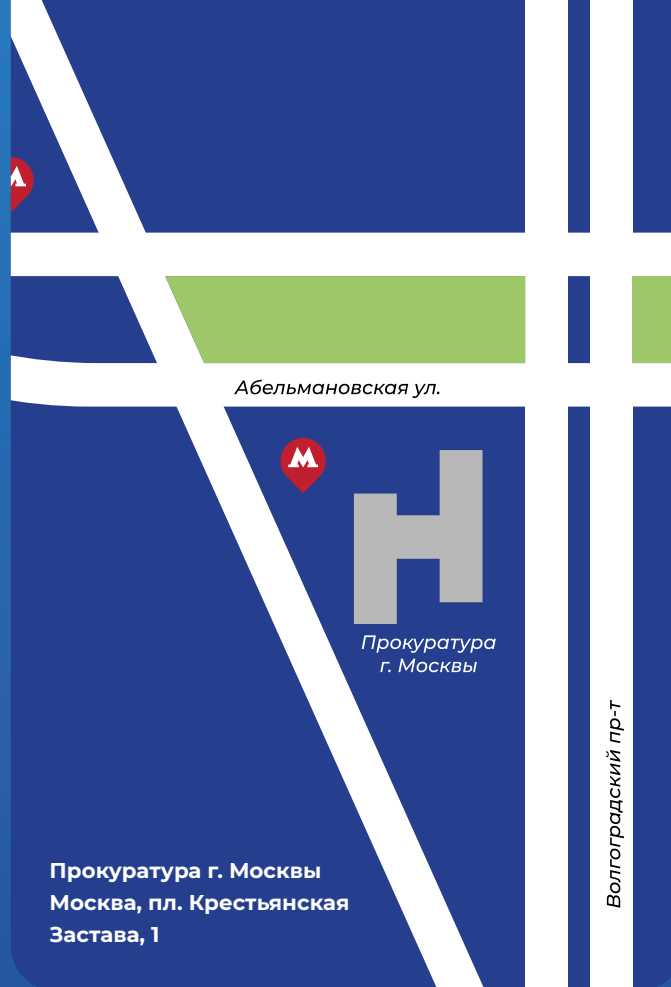 М
Абельмановская ул.
М
Прокуратура
г. Москвы
Волгоградский пр-т
Прокуратура г. Москвы
Москва, пл. Крестьянская
Застава, 1